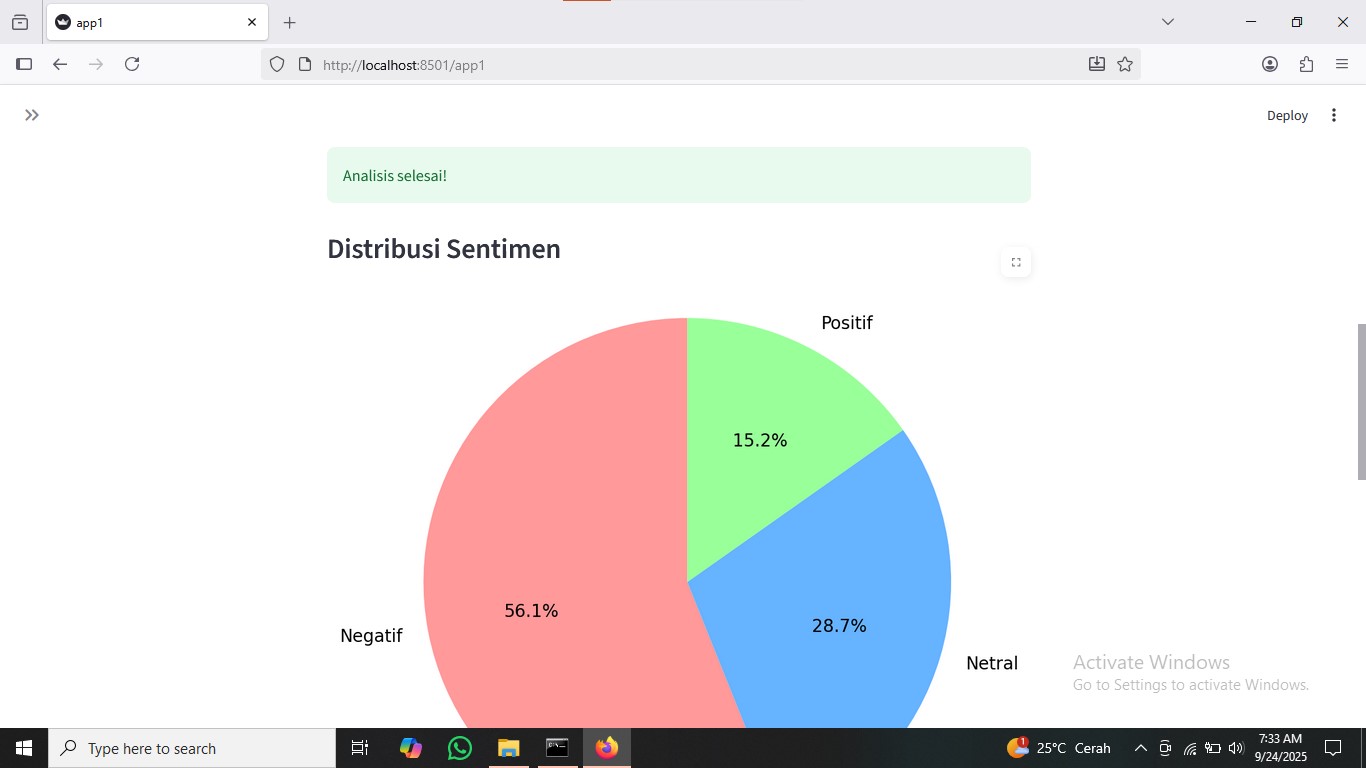 app1
http://localhost:8501/app1
Deploy
Analisis selesai!
Distribusi Sentimen
Positif
15.2%
56.1%
28.7%
Negatif
Netral
Activate Windows
Go to Settings to activate Windows.
Type here to search
1
25°C Cerah
7:33 AM
9/24/2025